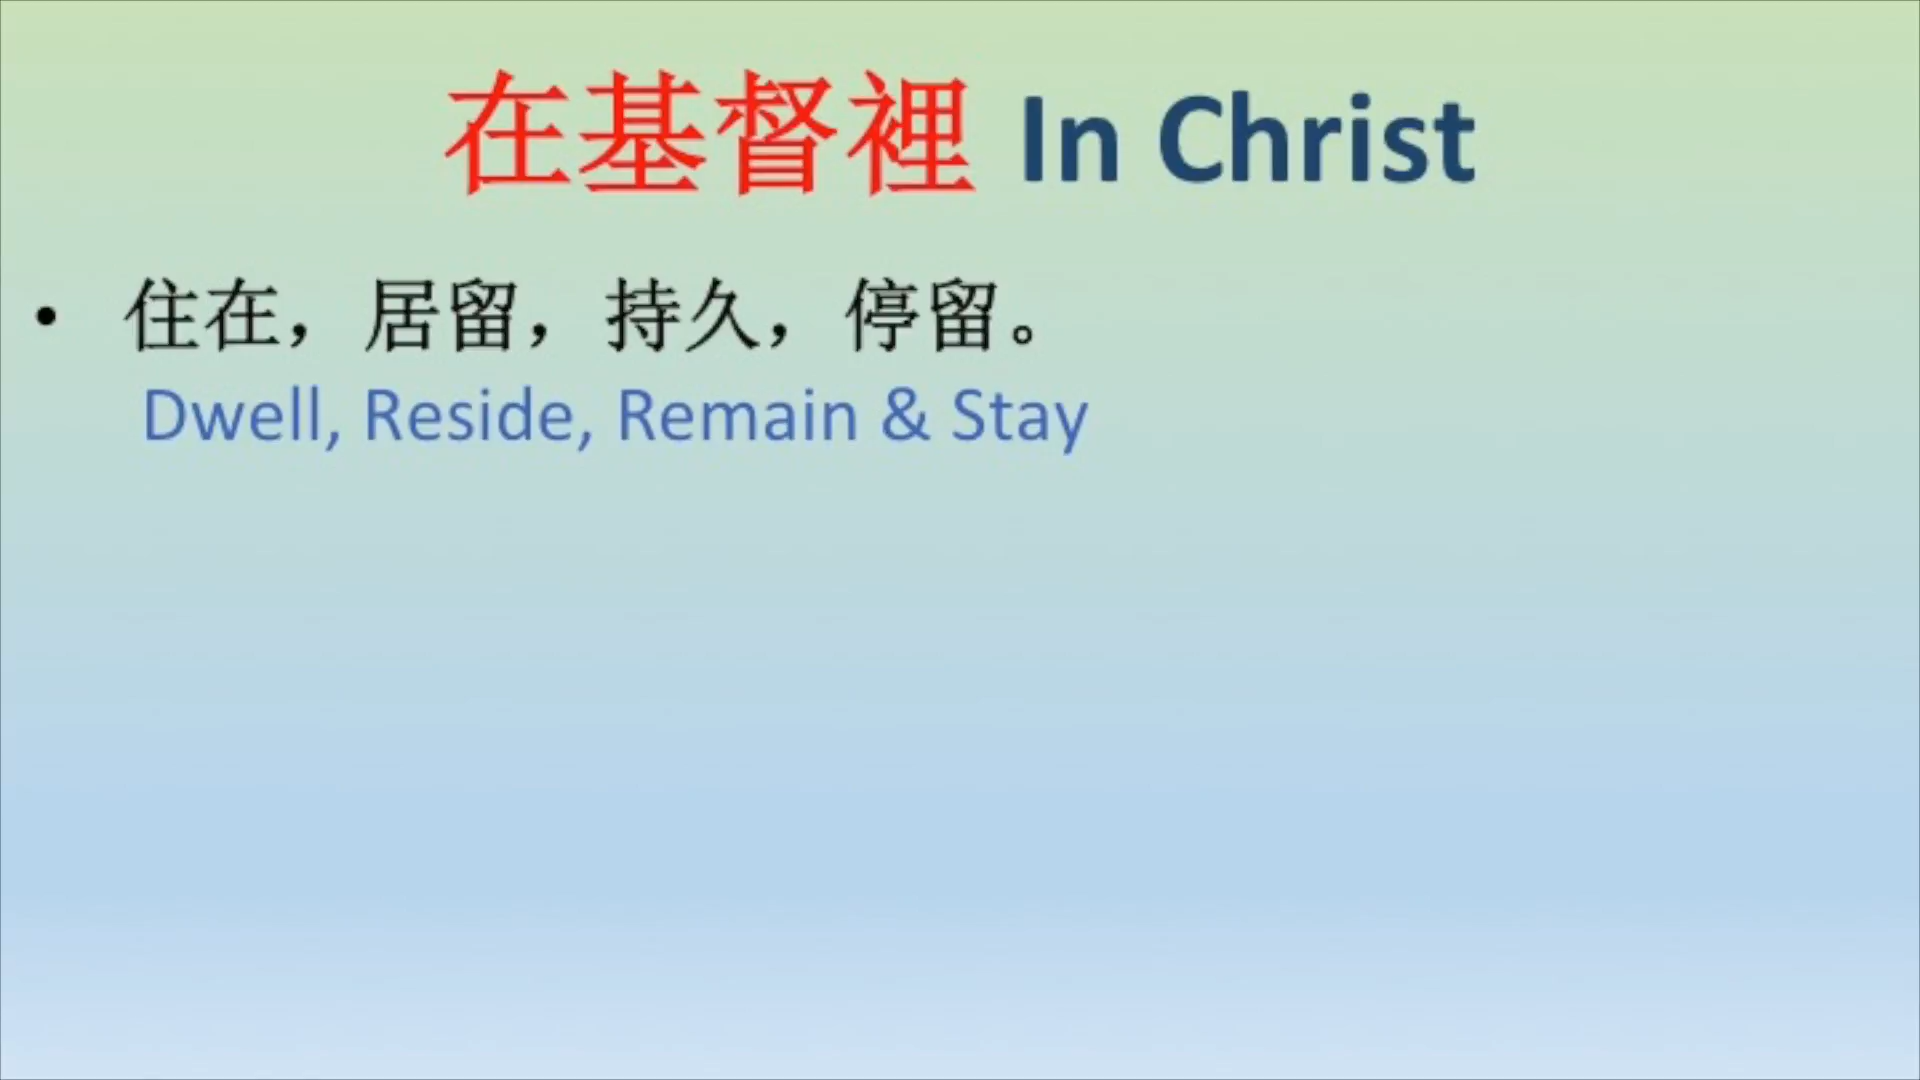 在基督裡 In Christ
• 住在，居留，持久，停留。
Dwell, Reside, Remain & Stay